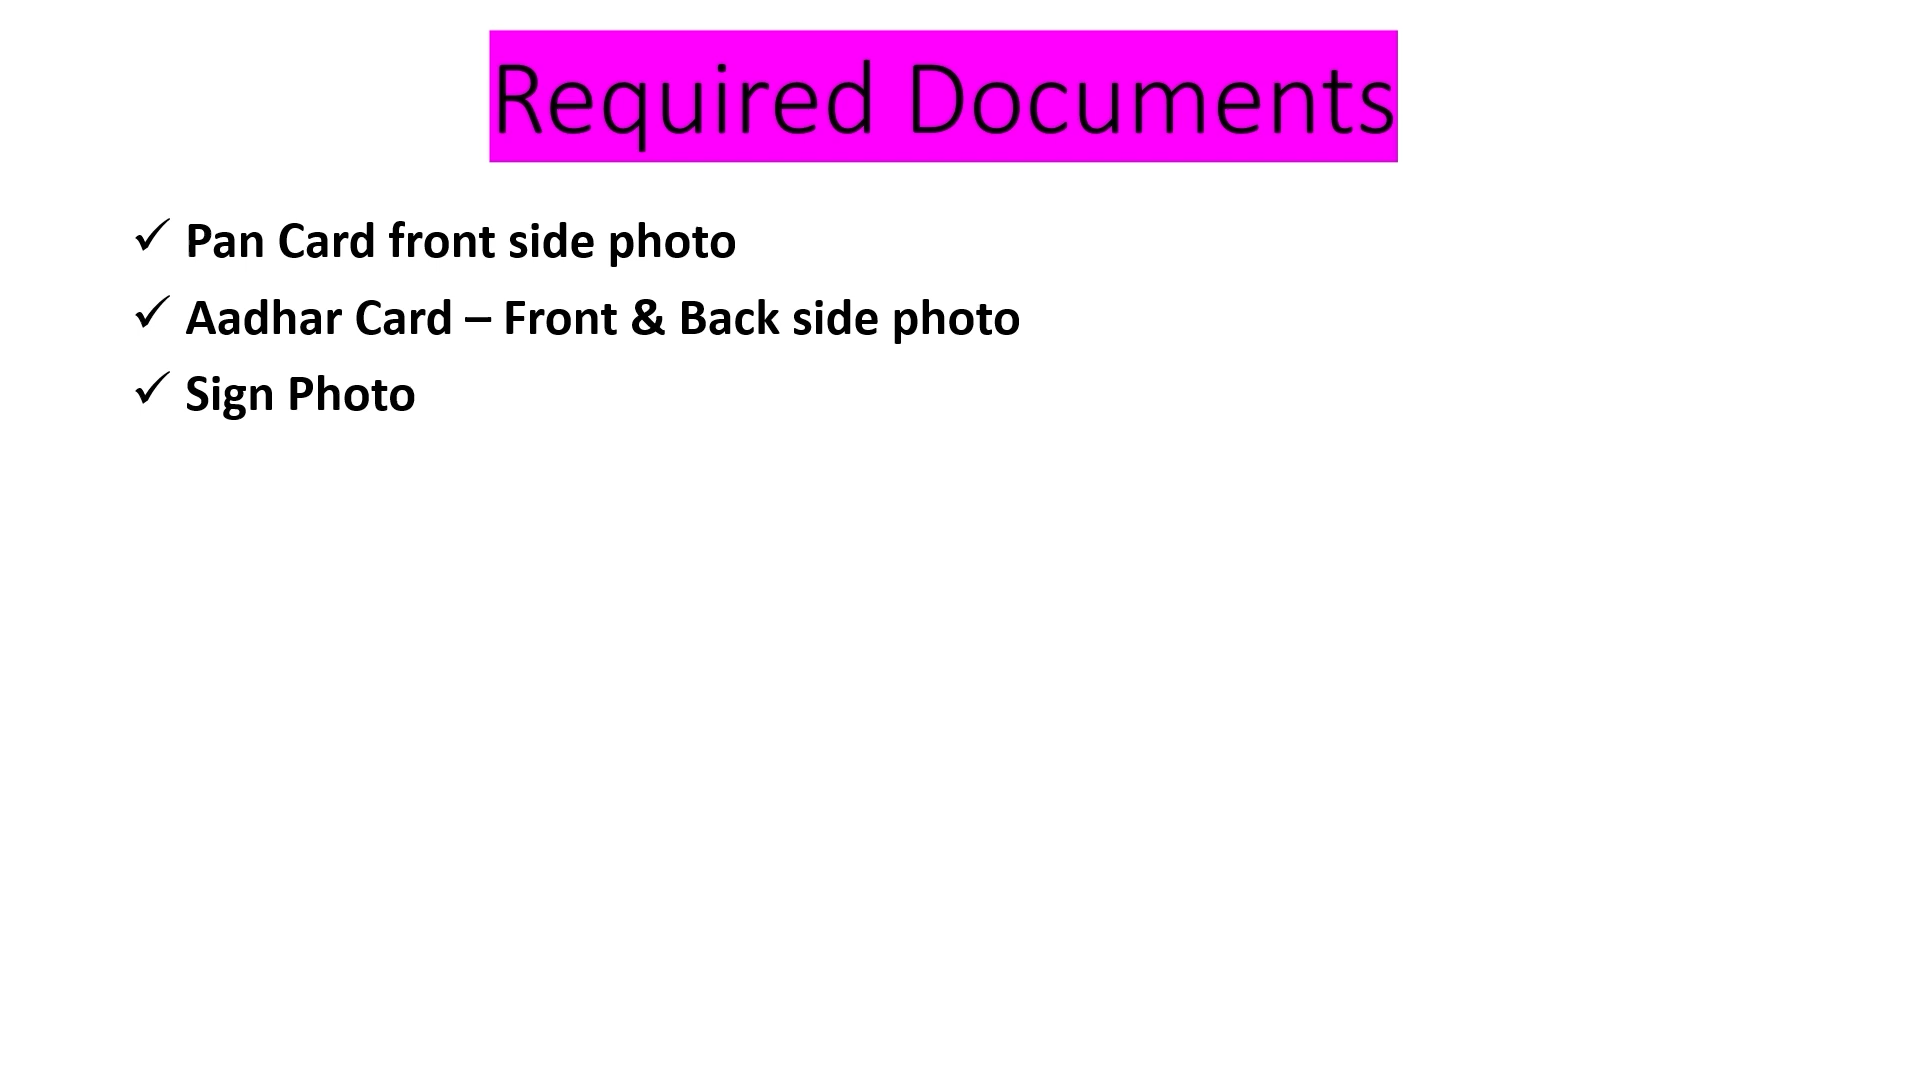 Required Documents
✓ Pan Card front side photo
✓ Aadhar Card – Front & Back side photo
✓ Sign Photo